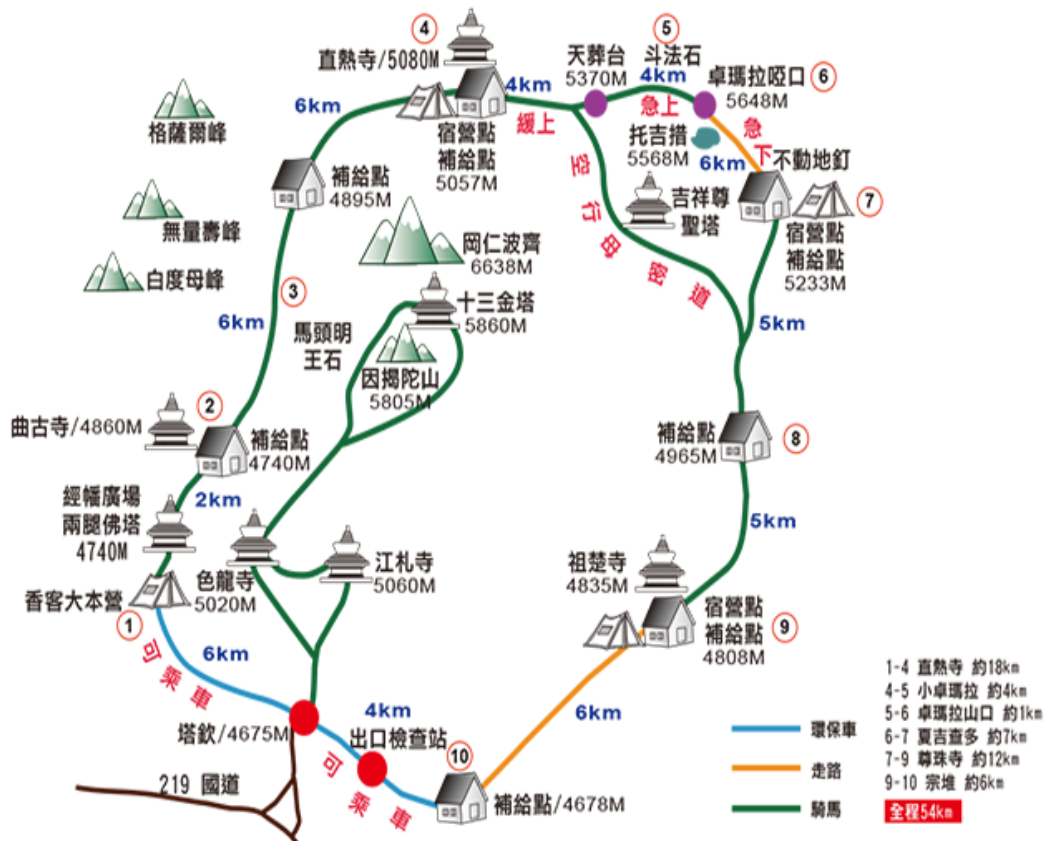 ④
直熱寺/5080M
4km
宿營點
補給點
5057M
緩上
6km
格薩爾峰
補給點
4895M
無量壽峰
白度母峰
天葬台
5370M
⑤
斗法石
4km
急上
卓瑪拉啞口
⑥
5648M
托吉措
5568M
急下
6km
不動地釘
⑦
宿營點
補給點
5233M
吉祥尊
聖塔
空行母密道
岡仁波齊
6638M
③
6km
十三金塔
5860M
馬頭明
王石
因揭陀山
5805M
5km
曲古寺/4860M
②
補給點
4740M
補給點
4965M
⑧
2km
經幡廣場
兩腿佛塔
4740M
5km
香客大本營
①
色龍寺
5020M
江札寺
5060M
祖楚寺
4835M
宿營點
補給點
4808M
⑨
6km
可乘車
6km
塔欽/4675M
4km
出口檢查站
可乘車
⑩
補給點/4678M
219 國道
環保車
走路
騎馬
1-4 直熱寺 約18km
4-5 小卓瑪拉 約4km
5-6 卓瑪拉山口 約1km
6-7 夏吉查多 約7km
7-9 尊珠寺 約12km
9-10 宗堆 約6km
全程54km